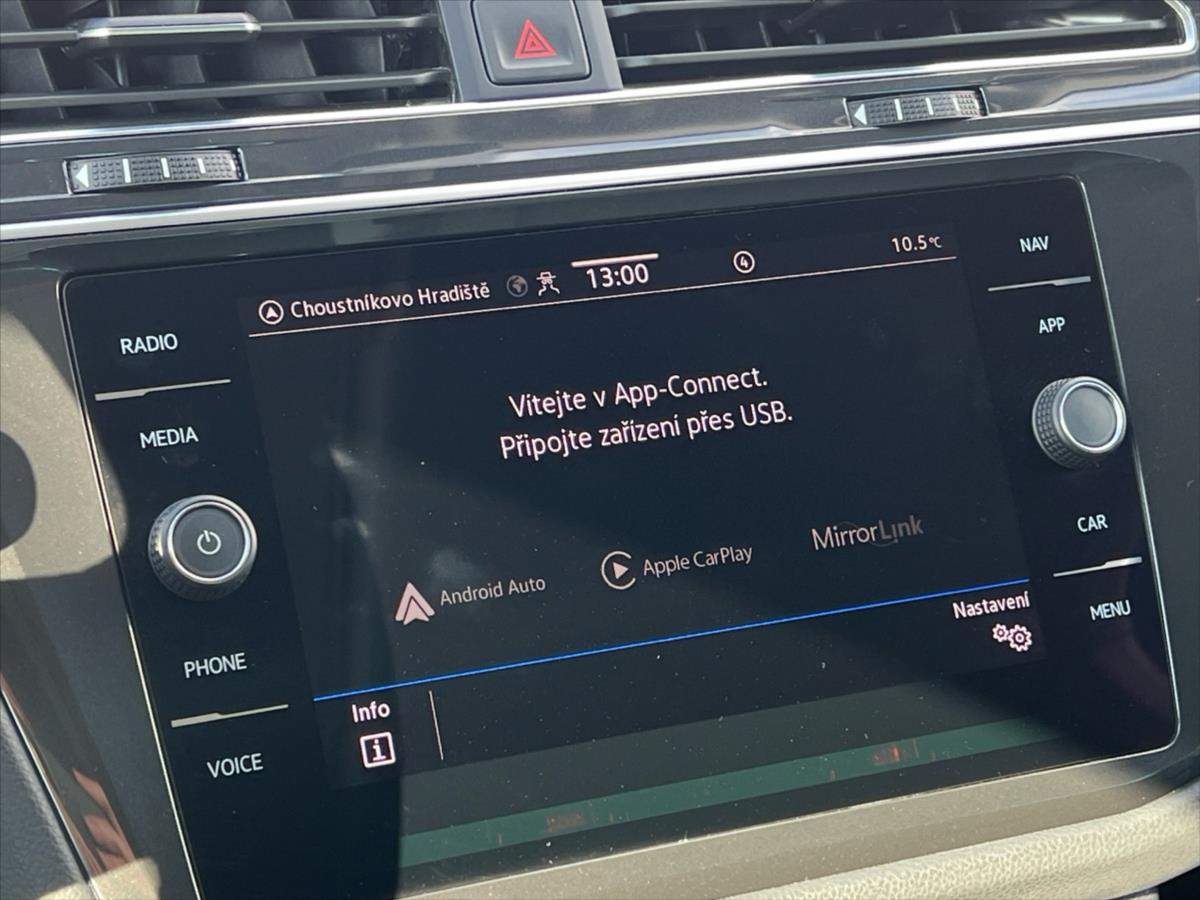 Choustníkovo Hradiště
13:00
4
10.5°C
NAV
RADIO
APP
Vítejte v App-Connect.
Připojte zařízení přes USB.
MEDIA
Android Auto
Apple CarPlay
MirrorLink
CAR
Nastavení
MENU
PHONE
Info
i
VOICE